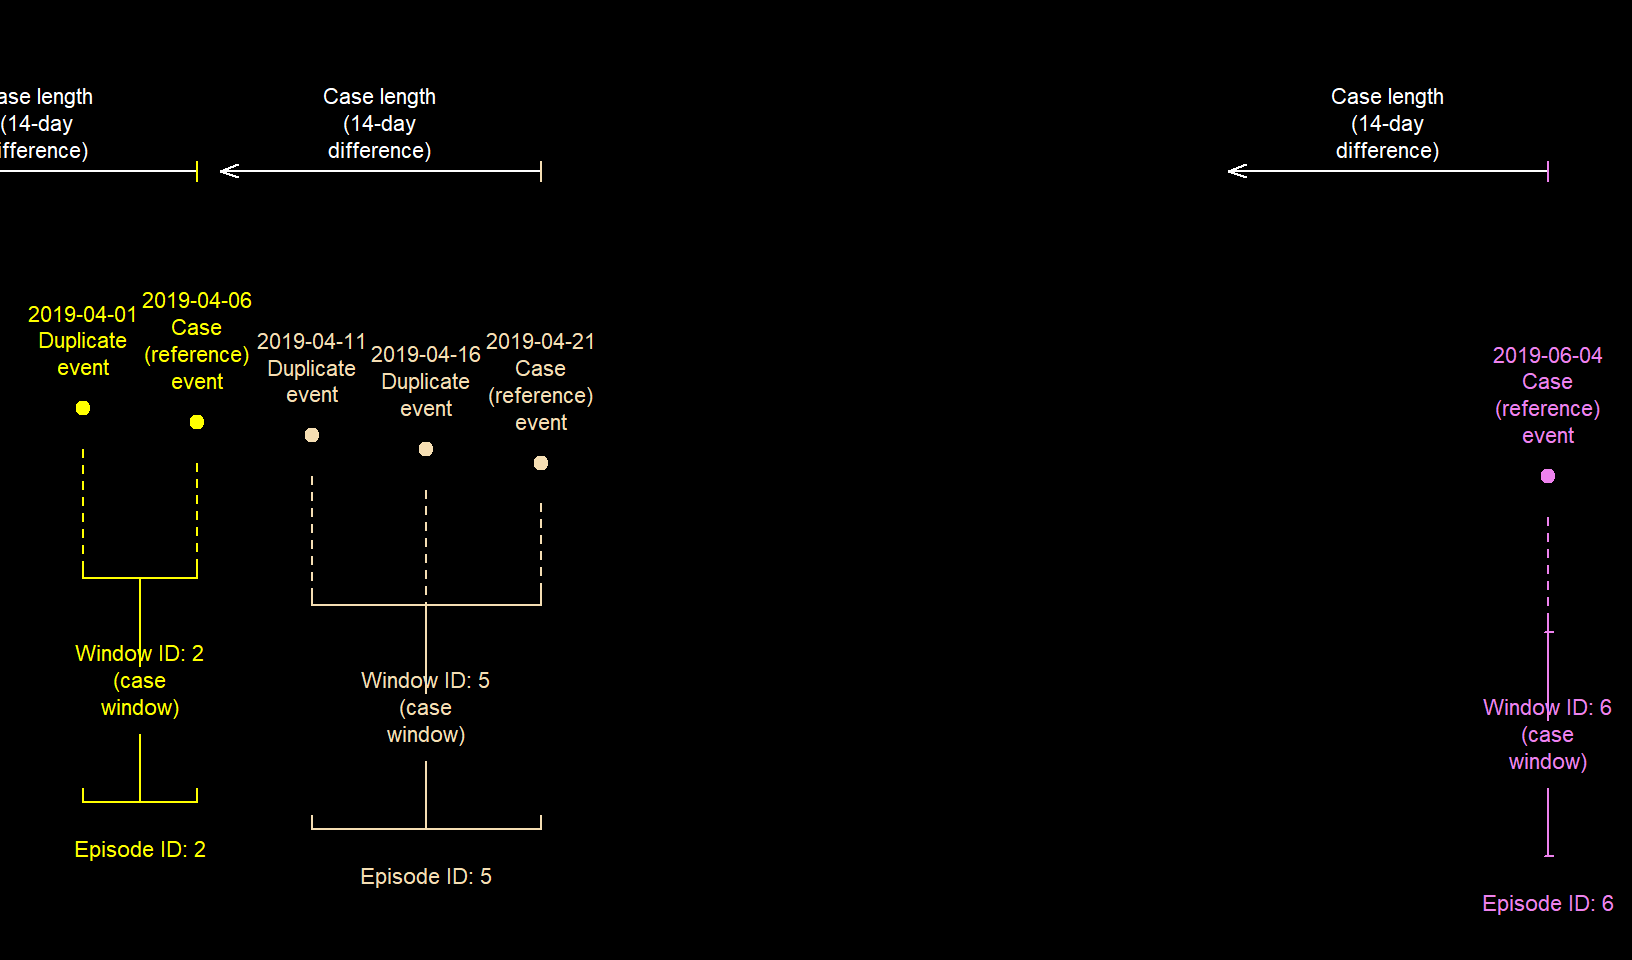 ase length
(14-day
ifference)
Case length
(14-day
difference)
Case length
(14-day
difference)
2019-04-01
Duplicate
event
2019-04-06
Case
(reference)
event
2019-04-11
Duplicate
event
2019-04-16
Duplicate
event
2019-04-21
Case
(reference)
event
2019-06-04
Case
(reference)
event
Window ID: 2
(case
window)
Window ID: 5
(case
window)
Window ID: 6
(case
window)
Episode ID: 2
Episode ID: 5
Episode ID: 6